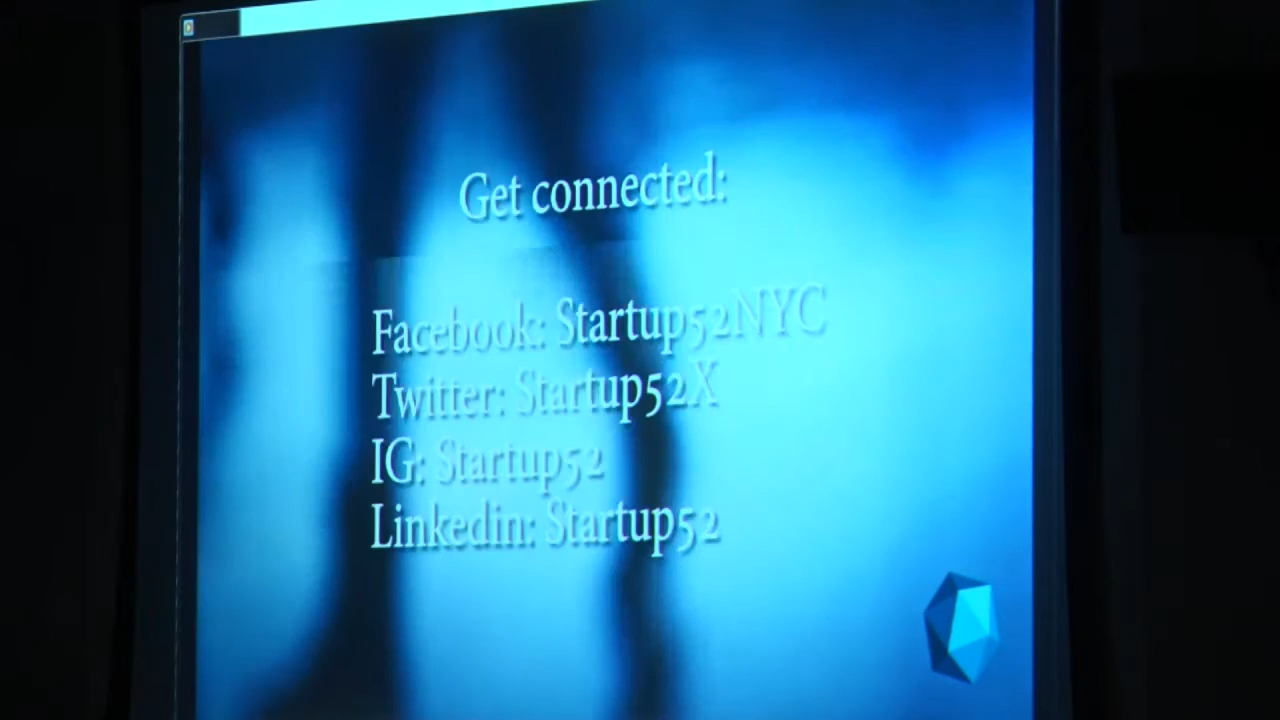 Get connected:
Facebook: Startup52NYC
Twitter: Startup52X
IG: Startup52
Linkedin: Startup52